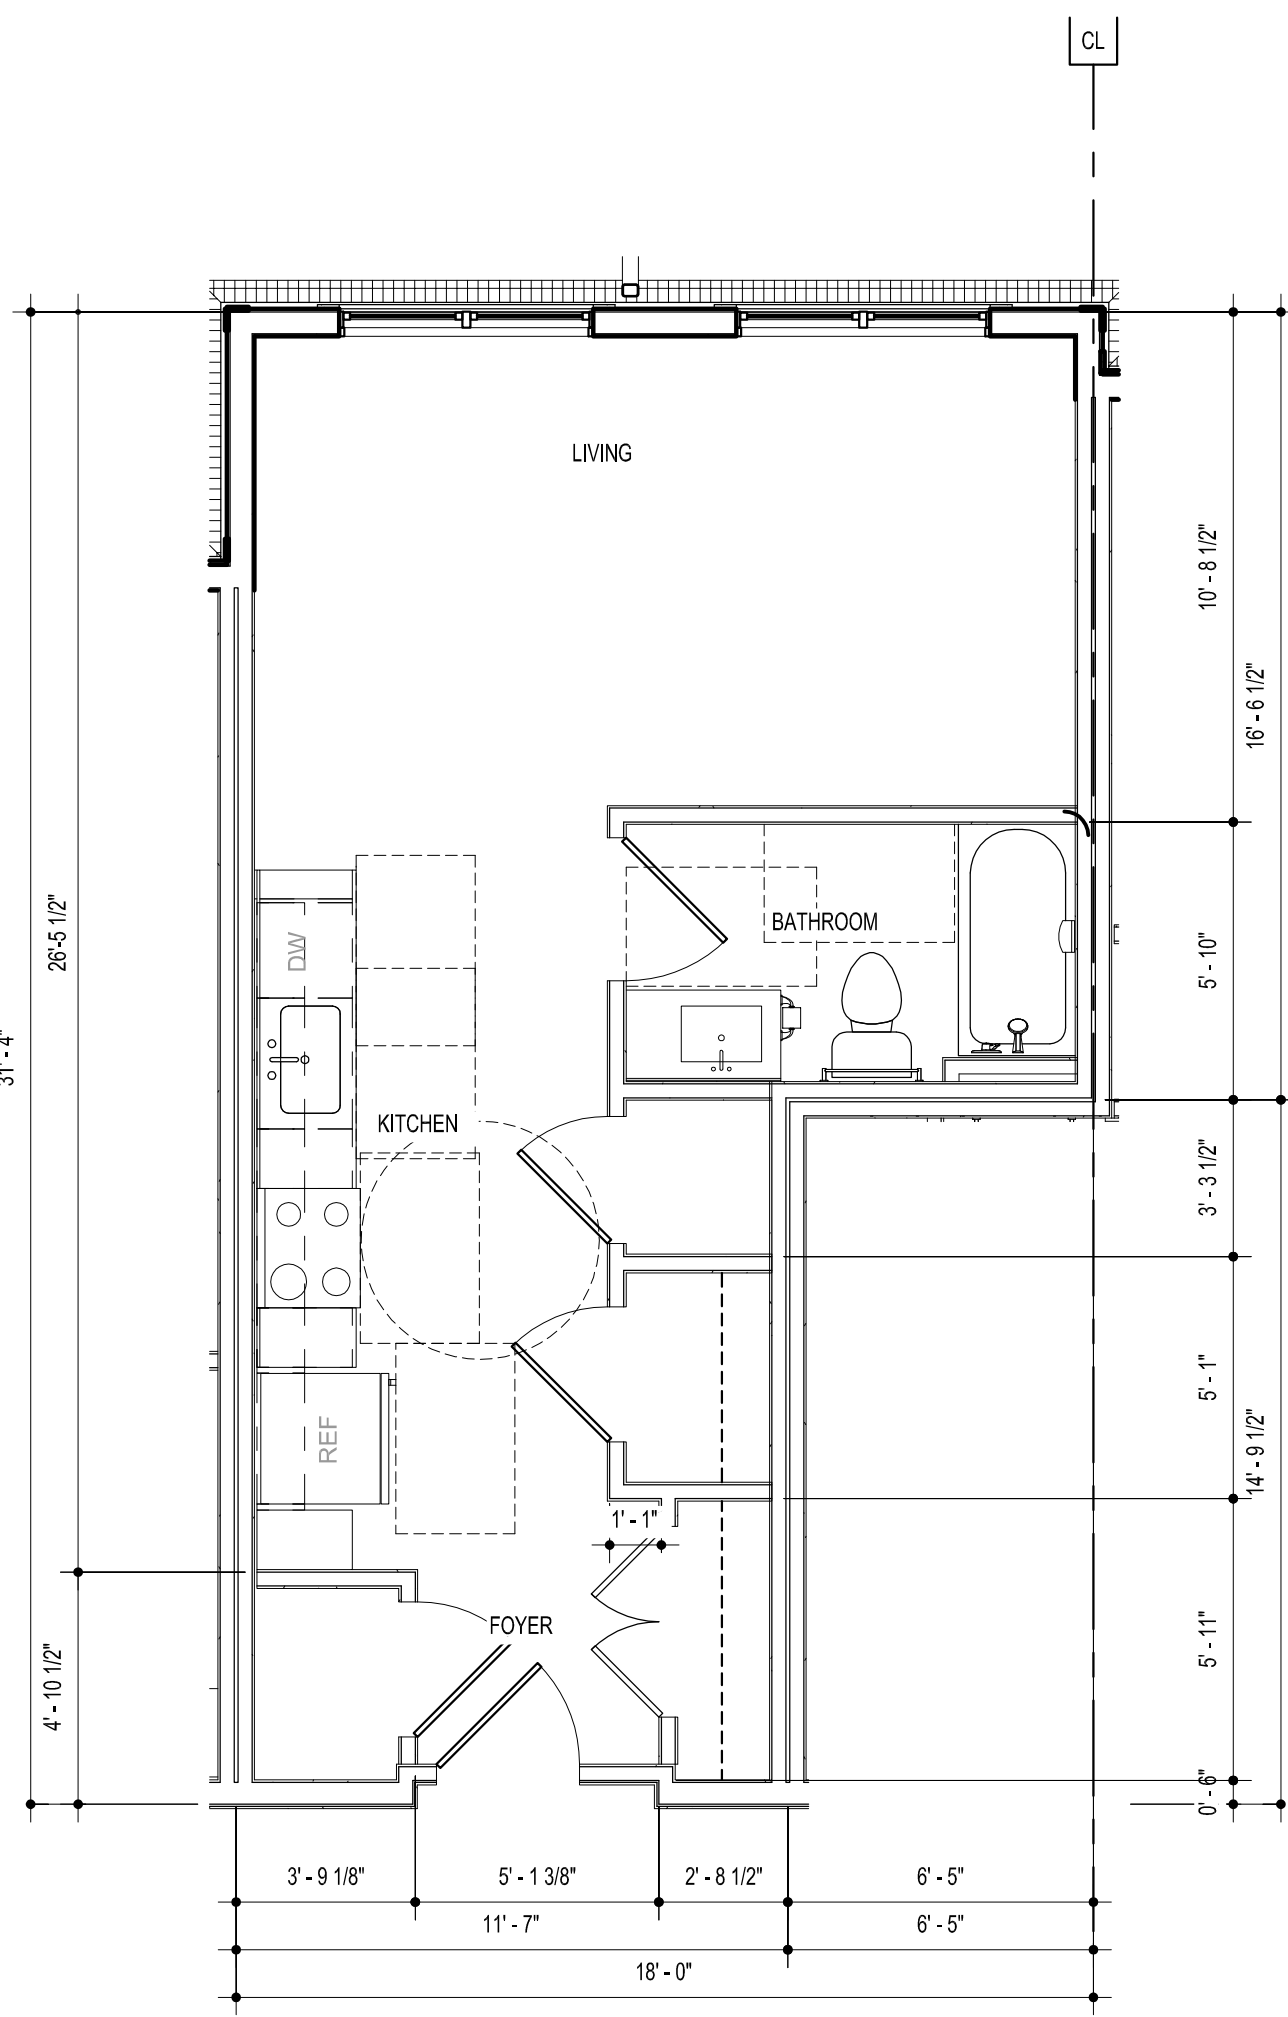 CL
LIVING
10' - 8 1/2"
16' - 6 1/2"
26'-5 1/2"
31' - 4"
DW
BATHROOM
5' - 10"
KITCHEN
3' - 3 1/2"
5' - 1"
14' - 9 1/2"
REF
1' - 1"
FOYER
5' - 11"
4' - 10 1/2"
0' - 6"
3' - 9 1/8"
5' - 1 3/8"
2' - 8 1/2"
6' - 5"
11' - 7"
6' - 5"
18' - 0"